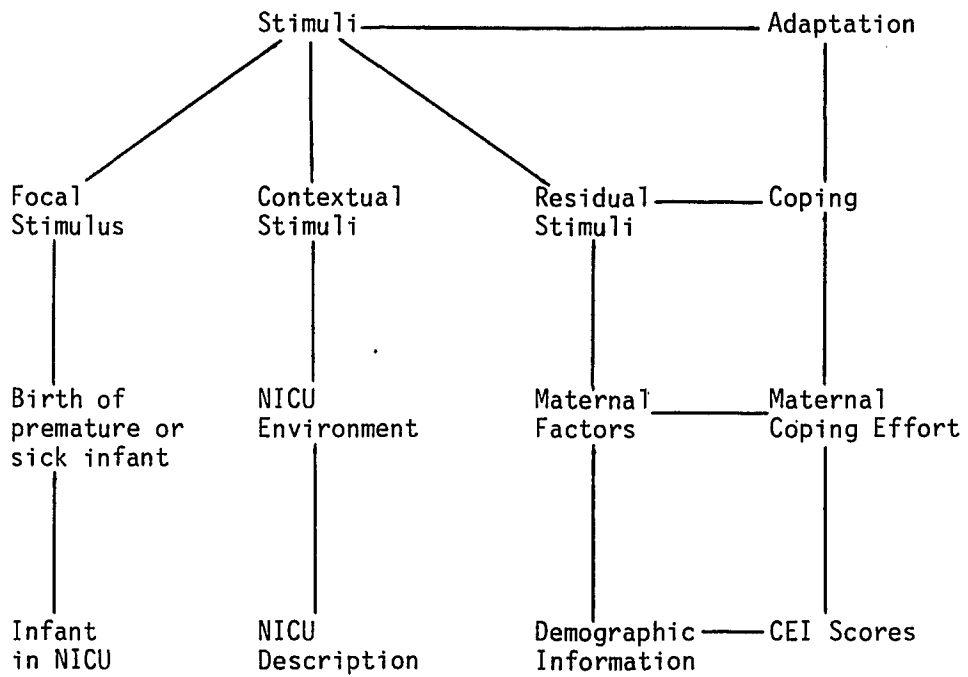 Stimuli
Adaptation
Focal
Stimulus
Contextual
Stimuli
Residual
Stimuli
Coping
Birth of
premature or
sick infant
NICU
Environment
Maternal
Factors
Maternal
Coping Effort
Infant
in NICU
NICU
Description
Demographic
Information
CEI Scores